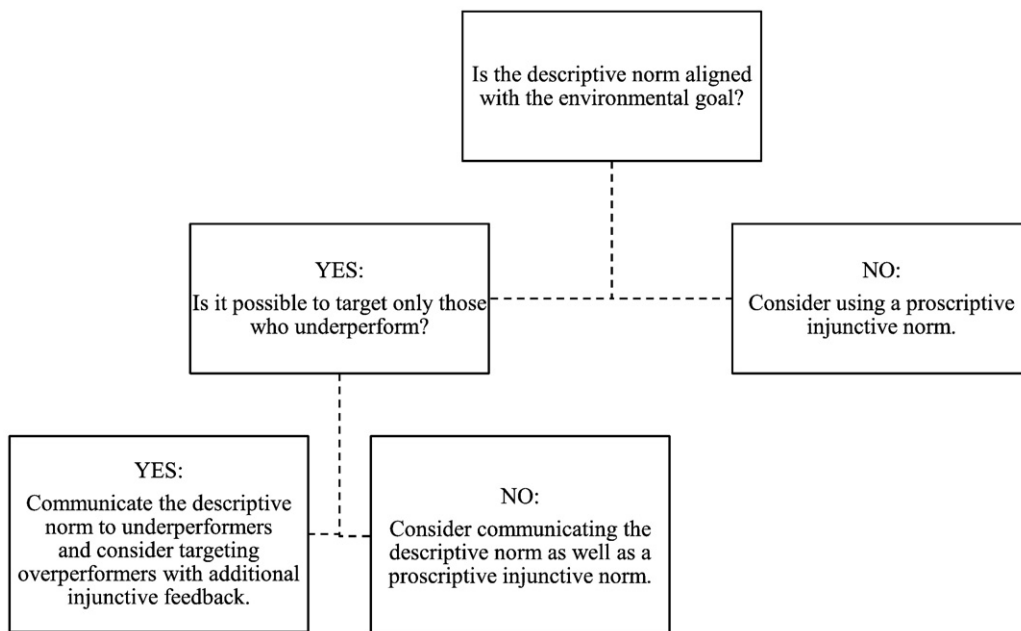 Is the descriptive norm aligned
with the environmental goal?
YES:
Is it possible to target only those
who underperform?
NO:
Consider using a proscriptive
injunctive norm.
YES:
Communicate the descriptive
norm to underperformers
and consider targeting
overperformers with additional
injunctive feedback.
NO:
Consider communicating the
descriptive norm as well as a
proscriptive injunctive norm.